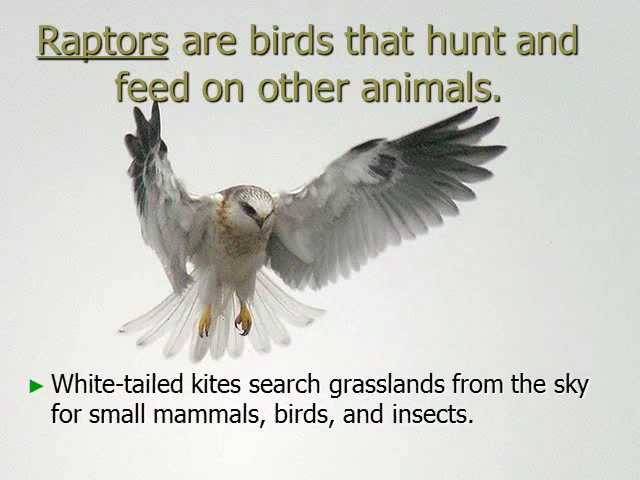 Raptors are birds that hunt and
feed on other animals.
► White-tailed kites search grasslands from the sky
for small mammals, birds, and insects.